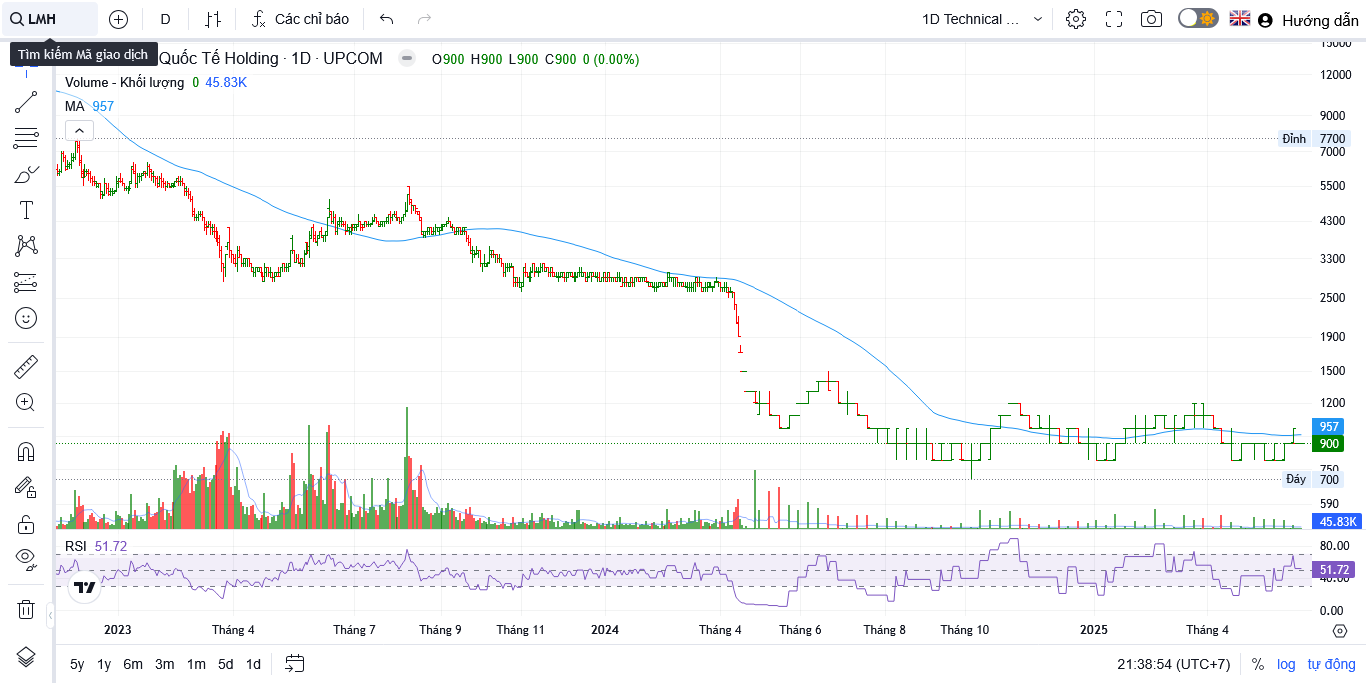 LMH
D
Các chỉ báo
1D Technical ...
Hướng dẫn
Tìm kiếm Mã giao dịch
Quốc Tế Holding · 1D · UPCOM
O900 H900 L900 C900 0 (0.00%)
Volume - Khối lượng 0 45.83K
MA 957
15000
12000
9000
Đỉnh 7700
7000
5500
4300
3300
2500
1900
1500
1200
957
900
750
Đáy 700
590
45.83K
RSI 51.72
80.00
51.72
40.00
0.00
2023
Tháng 4
Tháng 7
Tháng 9
Tháng 11
2024
Tháng 4
Tháng 6
Tháng 8
Tháng 10
2025
Tháng 4
5y 1y 6m 3m 1m 5d 1d
21:38:54 (UTC+7)
% log tự động